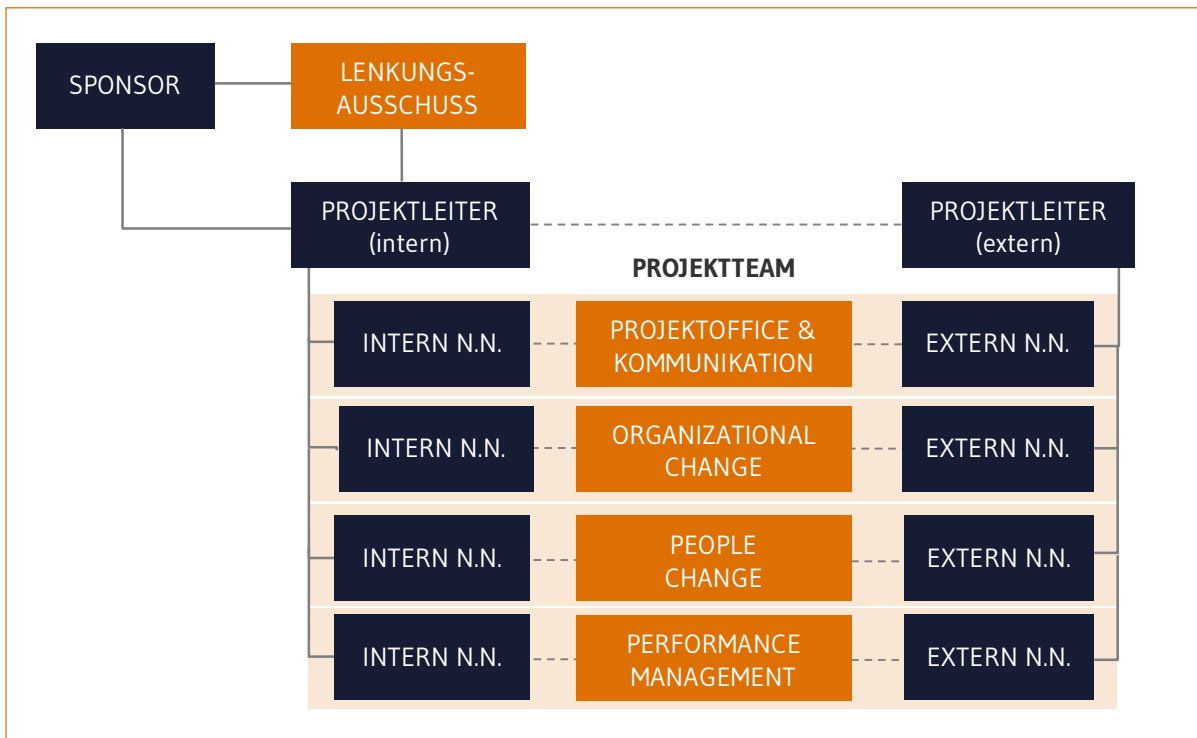 SPONSOR
LENKUNGS-
AUSSCHUSS
PROJEKTLEITER
(intern)
PROJEKTLEITER
(extern)
PROJEKTTEAM
INTERN N.N.
PROJEKTOFFICE &
KOMMUNIKATION
EXTERN N.N.
INTERN N.N.
ORGANIZATIONAL
CHANGE
EXTERN N.N.
INTERN N.N.
PEOPLE
CHANGE
EXTERN N.N.
INTERN N.N.
PERFORMANCE
MANAGEMENT
EXTERN N.N.